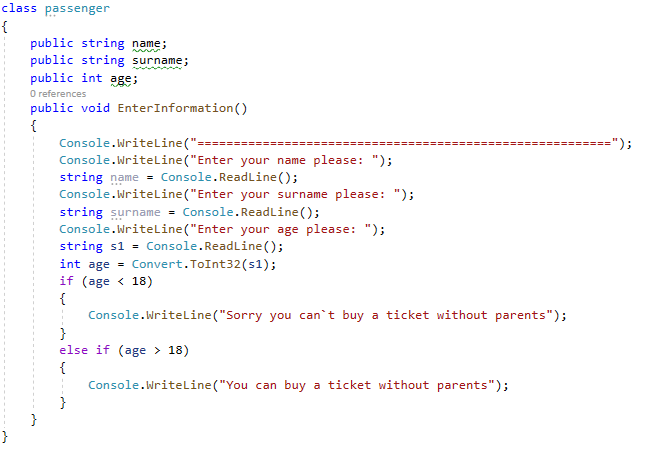 class passenger
{
public string name;
public string surname;
public int age;
0 references
public void EnterInformation()
{
Console.WriteLine("=========================================================");
Console.WriteLine("Enter your name please: ");
string name = Console.ReadLine();
Console.WriteLine("Enter your surname please: ");
string surname = Console.ReadLine();
Console.WriteLine("Enter your age please: ");
string s1 = Console.ReadLine();
int age = Convert.ToInt32(s1);
if (age < 18)
{
Console.WriteLine("Sorry you can`t buy a ticket without parents");
}
else if (age > 18)
{
Console.WriteLine("You can buy a ticket without parents");
}
}
}